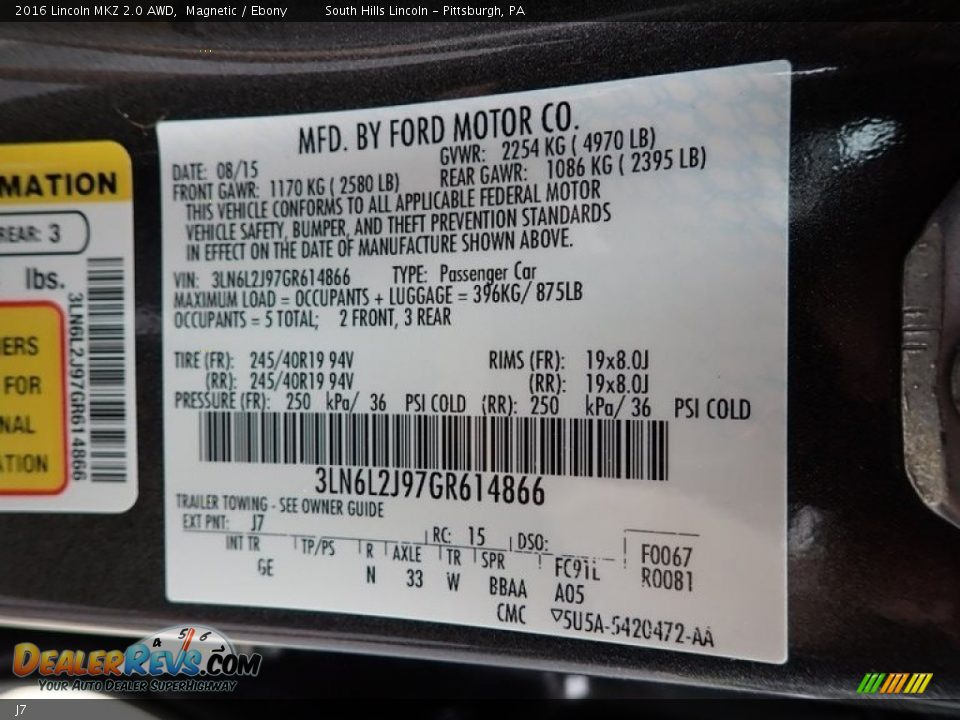 2016 Lincoln MKZ 2.0 AWD, Magnetic / Ebony South Hills Lincoln - Pittsburgh, PA
MATION
REAR: 3
lbs.
3LN6L2J97GR614866
FOR
MFD. BY FORD MOTOR CO.
DATE: 08/15 GVWR: 2254 KG ( 4970 LB)
FRONT GAWR: 1170 KG ( 2580 LB) REAR GAWR: 1086 KG ( 2395 LB)
THIS VEHICLE CONFORMS TO ALL APPLICABLE FEDERAL MOTOR
VEHICLE SAFETY, BUMPER, AND THEFT PREVENTION STANDARDS
IN EFFECT ON THE DATE OF MANUFACTURE SHOWN ABOVE.
VIN: 3LN6L2J97GR614866 TYPE: Passenger Car
MAXIMUM LOAD = OCCUPANTS + LUGGAGE = 396KG/ 875LB
OCCUPANTS = 5 TOTAL; 2 FRONT, 3 REAR
TIRE (FR): 245/40R19 94V RIMS (FR): 19x8.0J
(RR): 245/40R19 94V (RR): 19x8.0J
PRESSURE (FR): 250 kPa/ 36 PSI COLD (RR): 250 kPa/ 36 PSI COLD
3LN6L2J97GR614866
TRAILER TOWING - SEE OWNER GUIDE
EXT PNT: J7 RC: 15 DSO:
INT TR TP/PS R AXLE TR SPR FC91L F0067
GE N 33 W BBAA A05 R0081
CMC ▽5U5A-5420472-AA
4 5 6
DEALERREVS.COM
YOUR AUTO DEALER SUPERHIGHWAY
J7